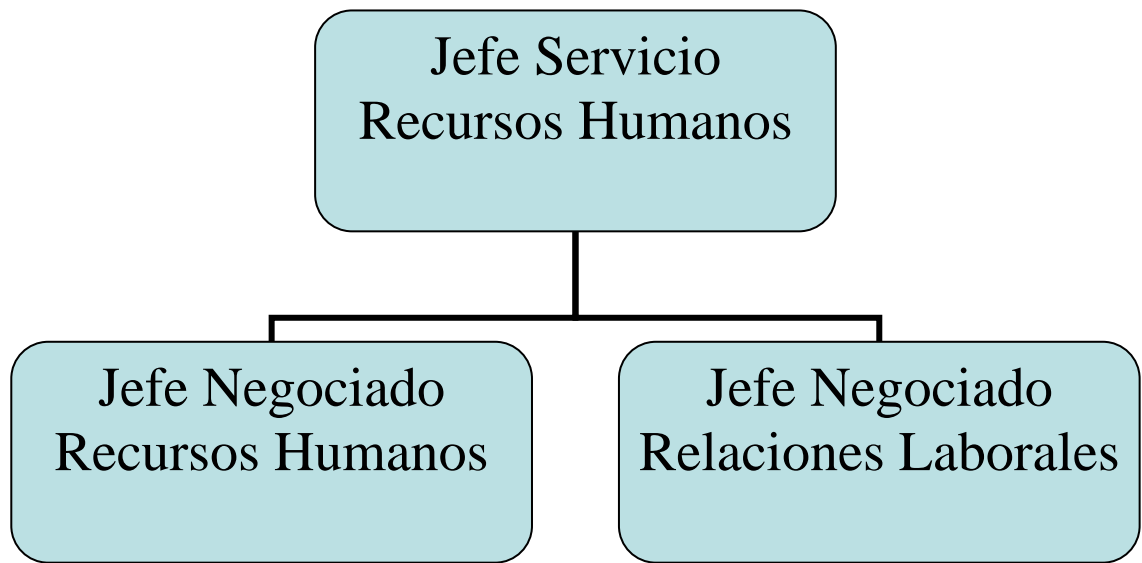 Jefe Servicio
Recursos Humanos
Jefe Negociado
Recursos Humanos
Jefe Negociado
Relaciones Laborales